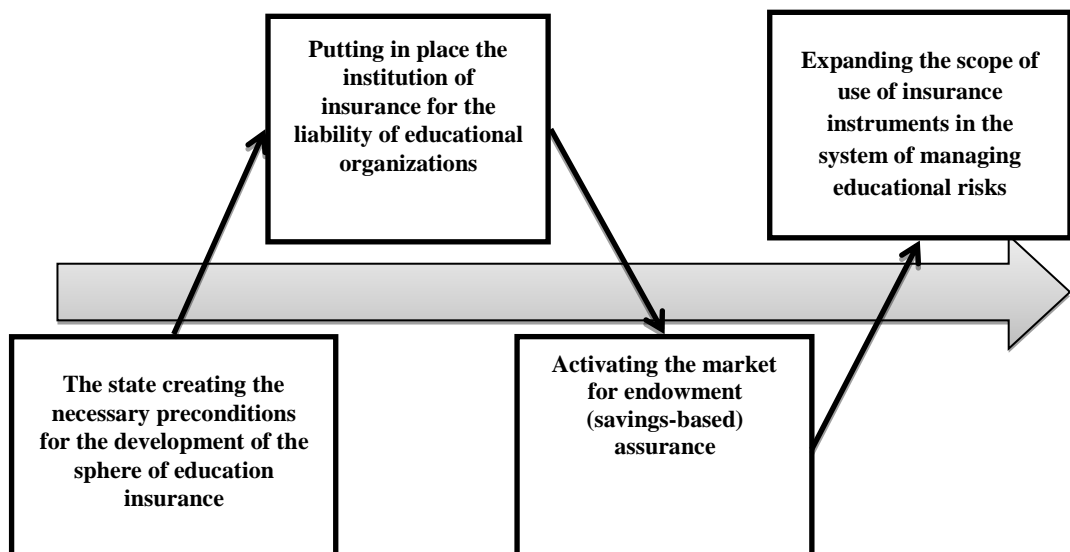 Putting in place the
institution of
insurance for the
liability of educational
organizations
Expanding the scope of
use of insurance
instruments in the
system of managing
educational risks
The state creating the
necessary preconditions
for the development of the
sphere of education
insurance
Activating the market
for endowment
(savings-based)
assurance